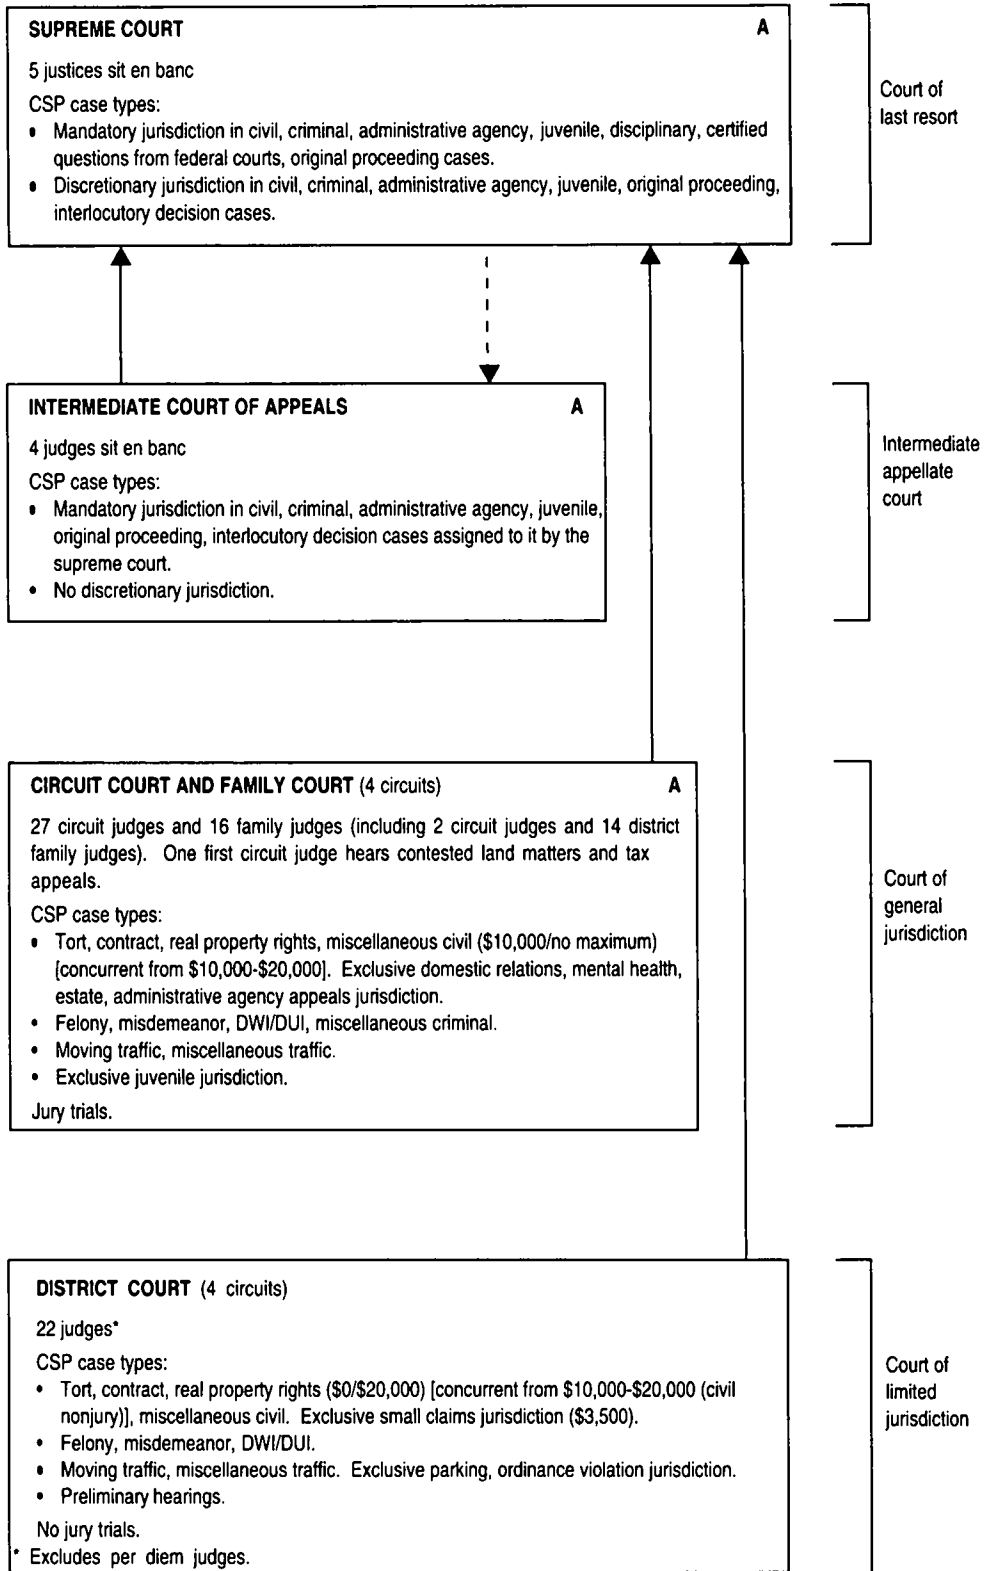 SUPREME COURT A
5 justices sit en banc
CSP case types:
• Mandatory jurisdiction in civil, criminal, administrative agency, juvenile, disciplinary, certified
questions from federal courts, original proceeding cases.
• Discretionary jurisdiction in civil, criminal, administrative agency, juvenile, original proceeding,
interlocutory decision cases.
Court of
last resort
INTERMEDIATE COURT OF APPEALS A
4 judges sit en banc
CSP case types:
• Mandatory jurisdiction in civil, criminal, administrative agency, juvenile,
original proceeding, interlocutory decision cases assigned to it by the
supreme court.
• No discretionary jurisdiction.
Intermediate
appellate
court
CIRCUIT COURT AND FAMILY COURT (4 circuits) A
27 circuit judges and 16 family judges (including 2 circuit judges and 14 district
family judges). One first circuit judge hears contested land matters and tax
appeals.
CSP case types:
• Tort, contract, real property rights, miscellaneous civil ($10,000/no maximum)
[concurrent from $10,000-$20,000]. Exclusive domestic relations, mental health,
estate, administrative agency appeals jurisdiction.
• Felony, misdemeanor, DWI/DUI, miscellaneous criminal.
• Moving traffic, miscellaneous traffic.
• Exclusive juvenile jurisdiction.
Jury trials.
Court of
general
jurisdiction
DISTRICT COURT (4 circuits)
22 judges*
CSP case types:
• Tort, contract, real property rights ($0/$20,000) [concurrent from $10,000-$20,000 (civil
nonjury)], miscellaneous civil. Exclusive small claims jurisdiction ($3,500).
• Felony, misdemeanor, DWI/DUI.
• Moving traffic, miscellaneous traffic. Exclusive parking, ordinance violation jurisdiction.
• Preliminary hearings.
No jury trials.
* Excludes per diem judges.
Court of
limited
jurisdiction